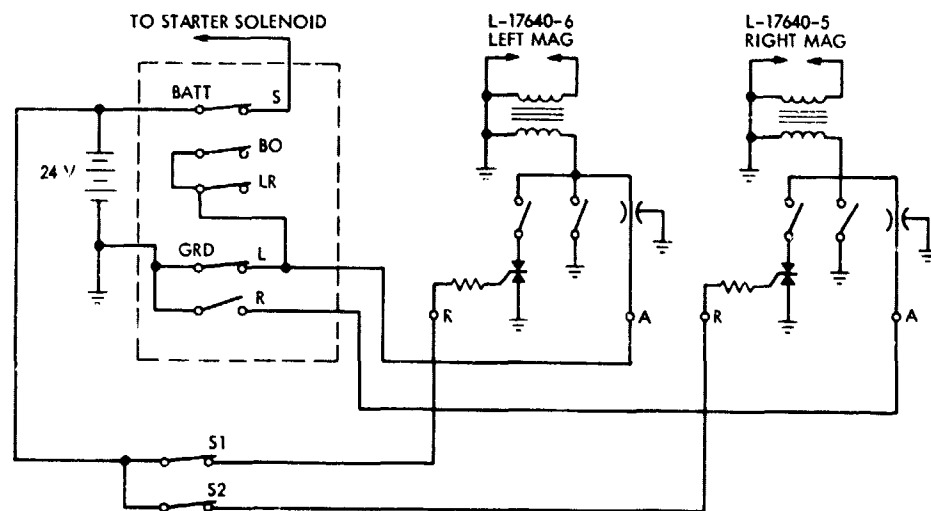 TO STARTER SOLENOID
L-17640-6
LEFT MAG
L-17640-5
RIGHT MAG
BATT
S
BO
LR
24 V
GRD
L
R
R
A
R
A
S1
S2